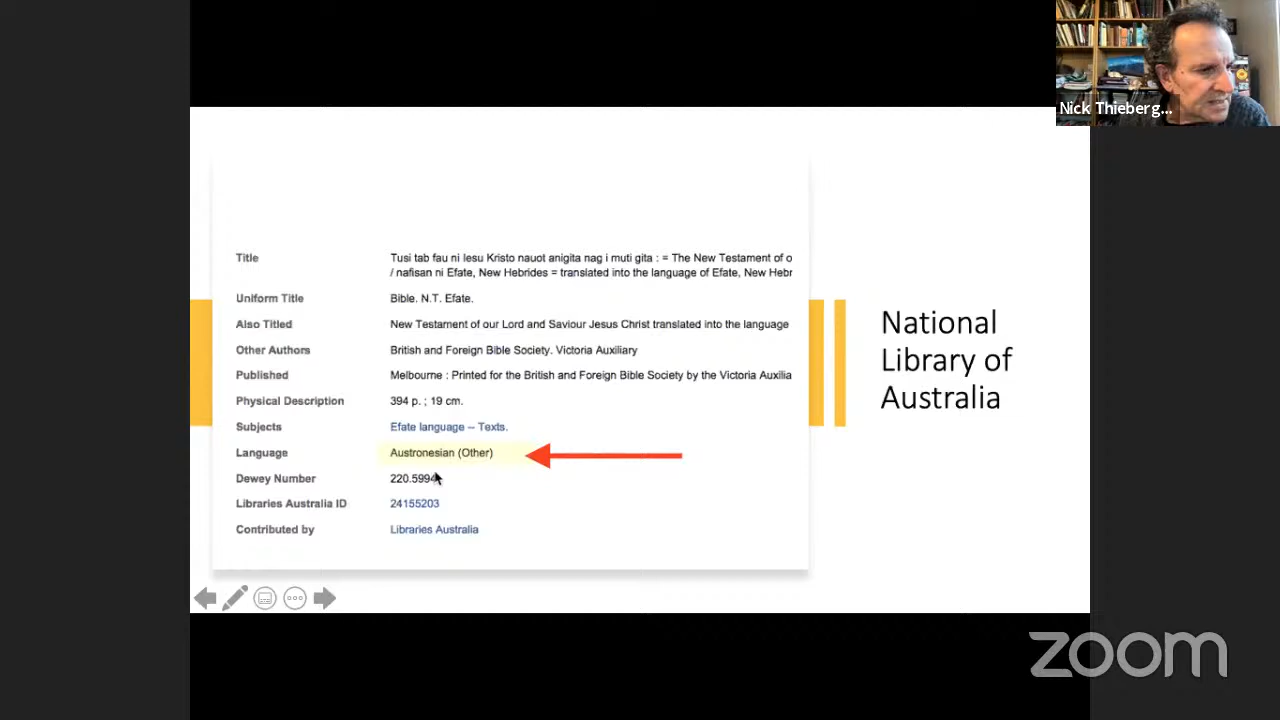 Nick Thieberg...
Title Tusi tab fau ni Iesu Kristo nauot anigita nag i muti gita : = The New Testament of o
/ nafisan ni Efate, New Hebrides = translated into the language of Efate, New Hebr
Uniform Title Bible. N.T. Efate.
Also Titled New Testament of our Lord and Saviour Jesus Christ translated into the language
Other Authors British and Foreign Bible Society. Victoria Auxiliary
Published Melbourne : Printed for the British and Foreign Bible Society by the Victoria Auxilia
Physical Description 394 p. ; 19 cm.
Subjects Efate language -- Texts.
Language Austronesian (Other)
Dewey Number 220.5994
Libraries Australia ID 24155203
Contributed by Libraries Australia
National
Library of
Australia
zoom